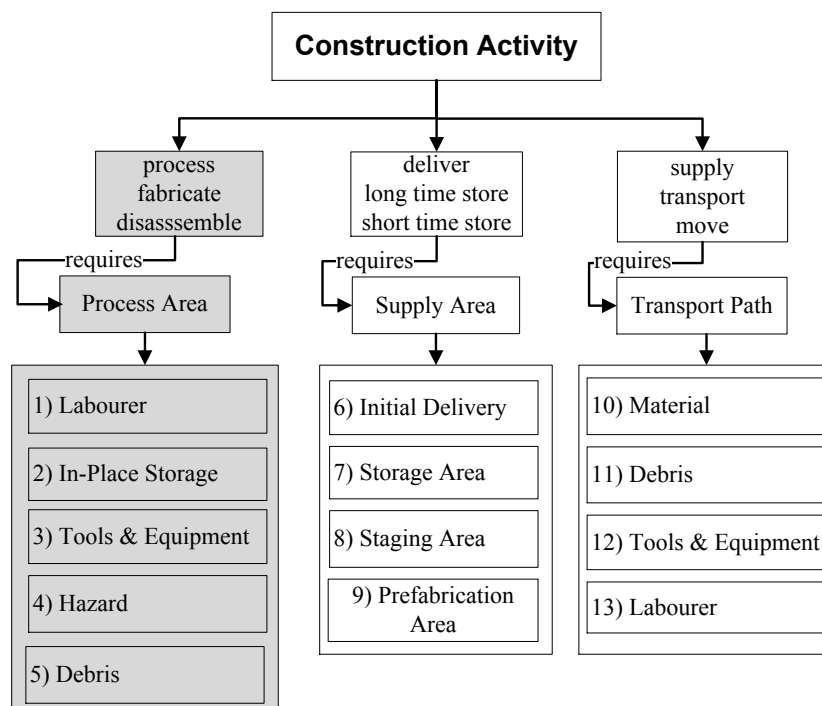 Construction Activity
process
fabricate
disasssemble
deliver
long time store
short time store
supply
transport
move
requires
requires
requires
Process Area
Supply Area
Transport Path
1) Labourer
2) In-Place Storage
3) Tools & Equipment
4) Hazard
5) Debris
6) Initial Delivery
7) Storage Area
8) Staging Area
9) Prefabrication
Area
10) Material
11) Debris
12) Tools & Equipment
13) Labourer